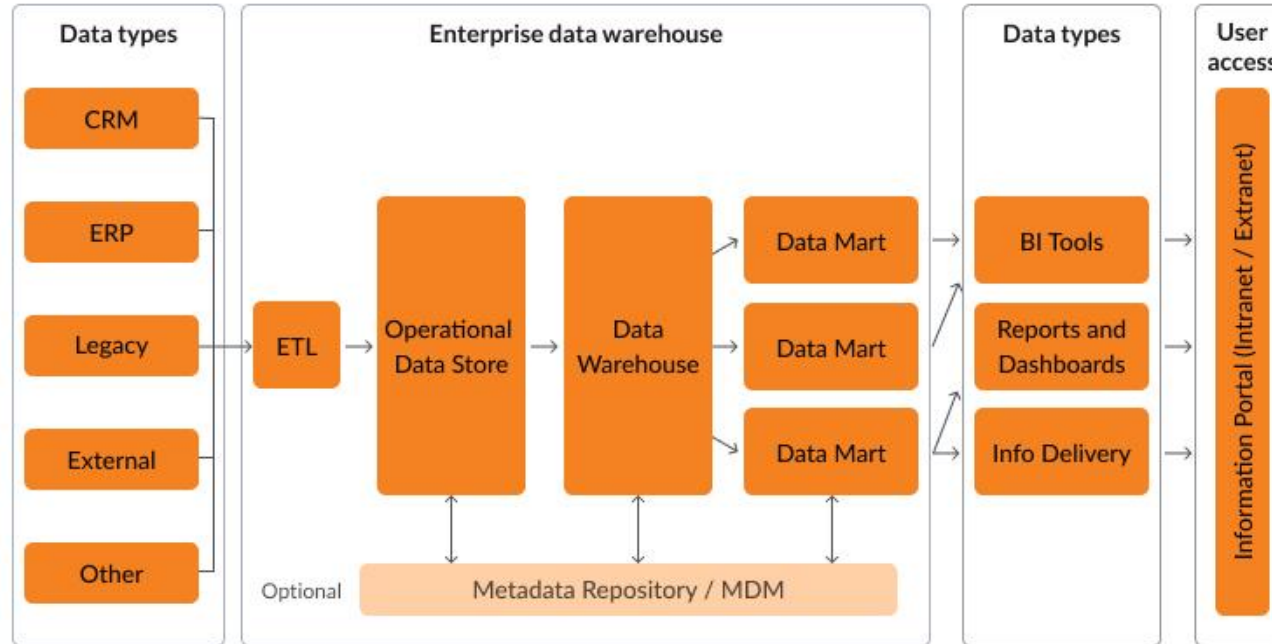 Data types
CRM
ERP
Legacy
External
Other
Enterprise data warehouse
ETL
Operational
Data Store
Data
Warehouse
Data Mart
Data Mart
Data Mart
Optional
Metadata Repository / MDM
Data types
BI Tools
Reports and
Dashboards
Info Delivery
User
access
Information Portal (Intranet / Extranet)